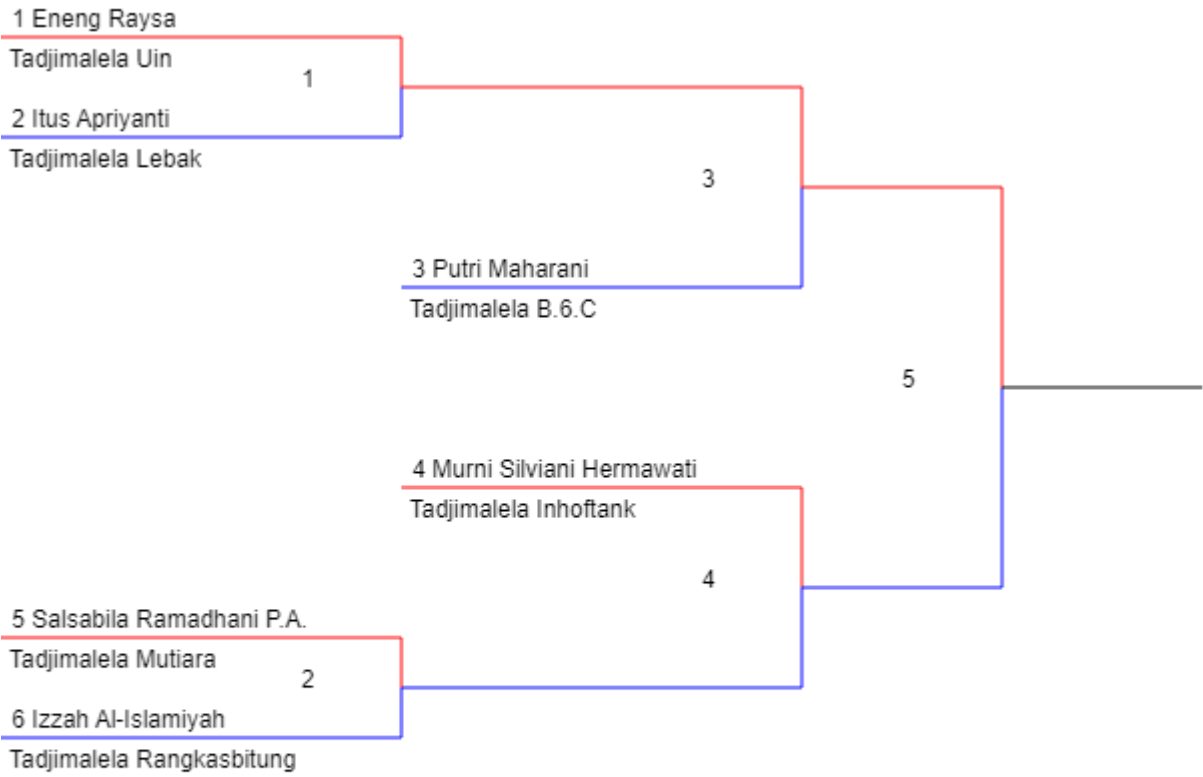 1 Eneng Raysa
Tadjimalela Uin
1
2 Itus Apriyanti
Tadjimalela Lebak
3
3 Putri Maharani
Tadjimalela B.6.C
5
4 Murni Silviani Hermawati
Tadjimalela Inhoftank
4
5 Salsabila Ramadhani P.A.
Tadjimalela Mutiara
2
6 Izzah Al-Islamiyah
Tadjimalela Rangkasbitung